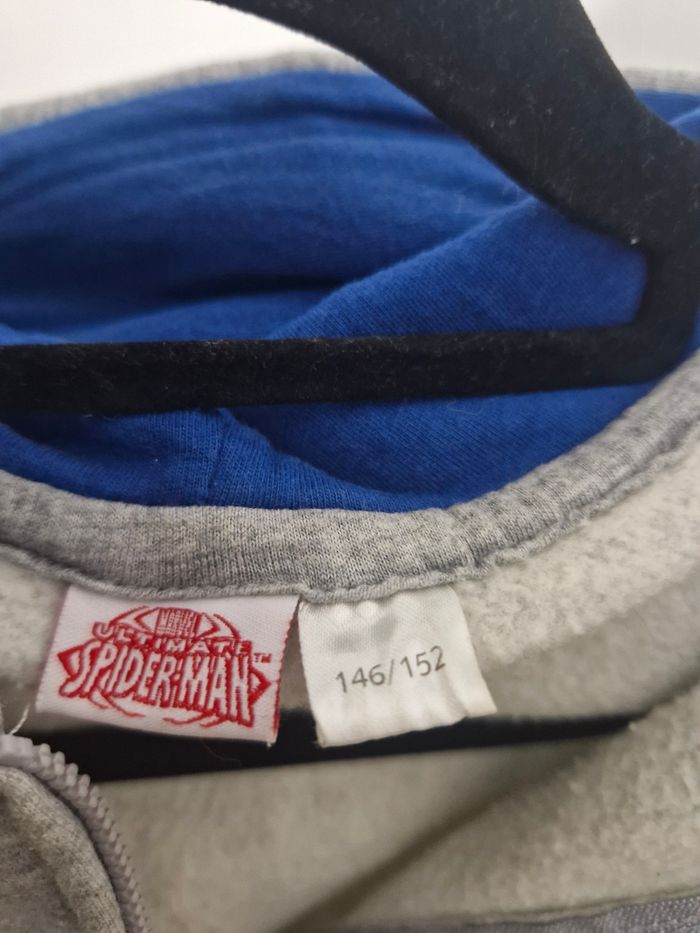 MARVEL
ULTIMATE
SPIDER-MAN™
146/152